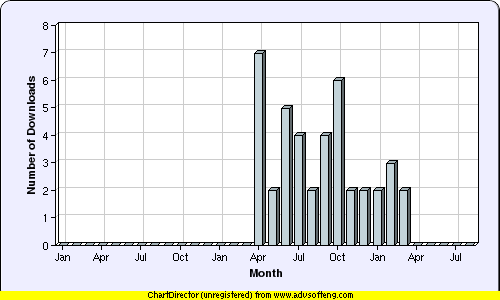 8
7
6
5
4
3
2
1
0
Number of Downloads
Jan Apr Jul Oct Jan Apr Jul Oct Jan Apr Jul
Month
ChartDirector (unregistered) from www.advsofteng.com